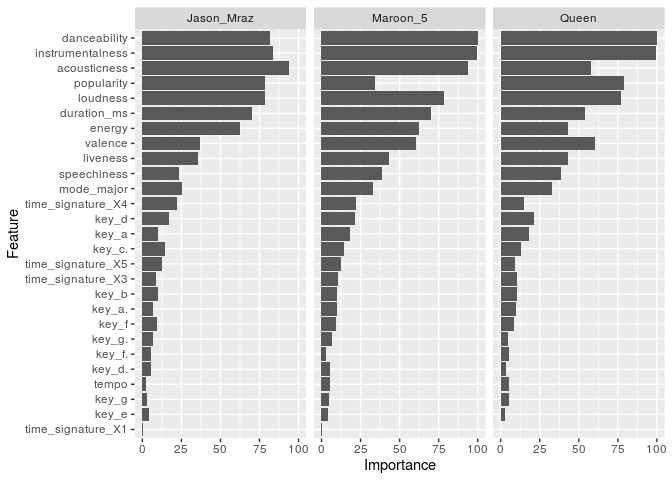 Jason_Mraz Maroon_5 Queen
Feature
danceability
instrumentalness
acousticness
popularity
loudness
duration_ms
energy
valence
liveness
speechiness
mode_major
time_signature_X4
key_d
key_a
key_c.
time_signature_X5
time_signature_X3
key_b
key_a.
key_f
key_g.
key_f.
key_d.
tempo
key_g
key_e
time_signature_X1
0 25 50 75 100 0 25 50 75 100 0 25 50 75 100
Importance